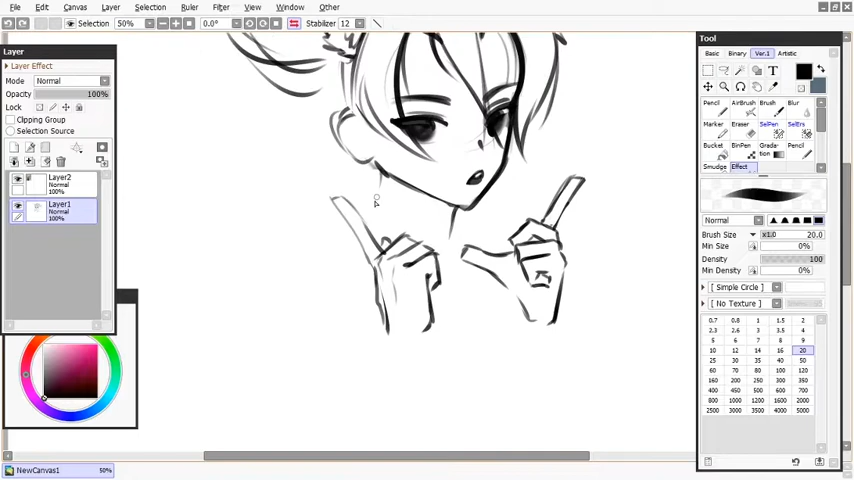 File Edit Canvas Layer Selection Ruler Filter View Window Others
Selection 50% 0.0° Stabilizer 12
Layer
Layer Effect
Mode Normal
Opacity 100%
Lock
Clipping Group
Selection Source
Layer2
Normal
100%
Layer1
Normal
100%
Tool
Basic Binary Ver.1 Artistic
T
Pencil AirBrush Brush Blur
Marker Eraser SelPen SelErs
Bucket BinPen Grada-tion Pencil
Smudge Effect
Normal
Brush Size x1.0 20.0
Min Size 0%
Density 100
Min Density 0%
[ Simple Circle ]
[ No Texture ]
0.7 0.8 1 1.5 2
2.3 2.6 3 3.5 4
5 6 7 8 9
10 12 14 16 20
25 30 35 40 50
60 70 80 100 120
160 200 250 300 350
400 450 500 600 700
800 1000 1200 1600 2000
2500 3000 3500 4000 5000
NewCanvas1 50%